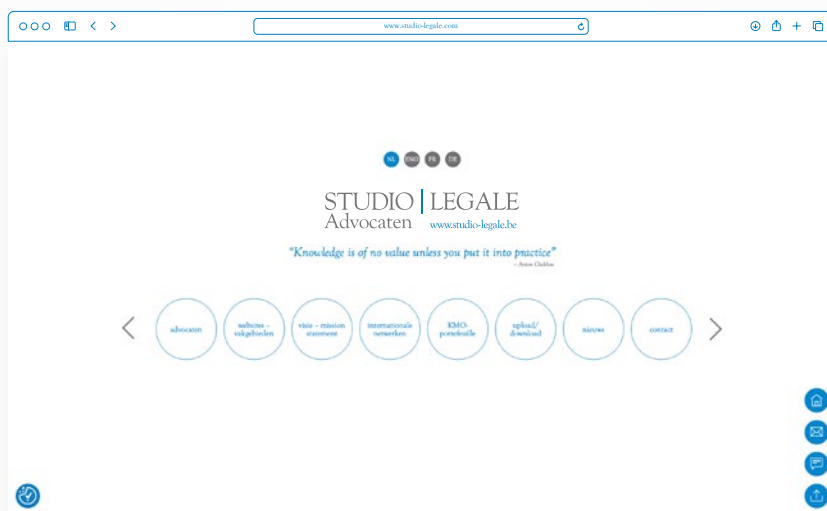 www.studio-legale.com
NL ENG FR DE
STUDIO | LEGALE
Advocaten www.studio-legale.be
“Knowledge is of no value unless you put it into practice”
– Anton Chekhov
advocaten
websites –
vakgebieden
visie – mission
statement
internationale
netwerken
KMO-
portefeuille
upload/
download
nieuws
contact